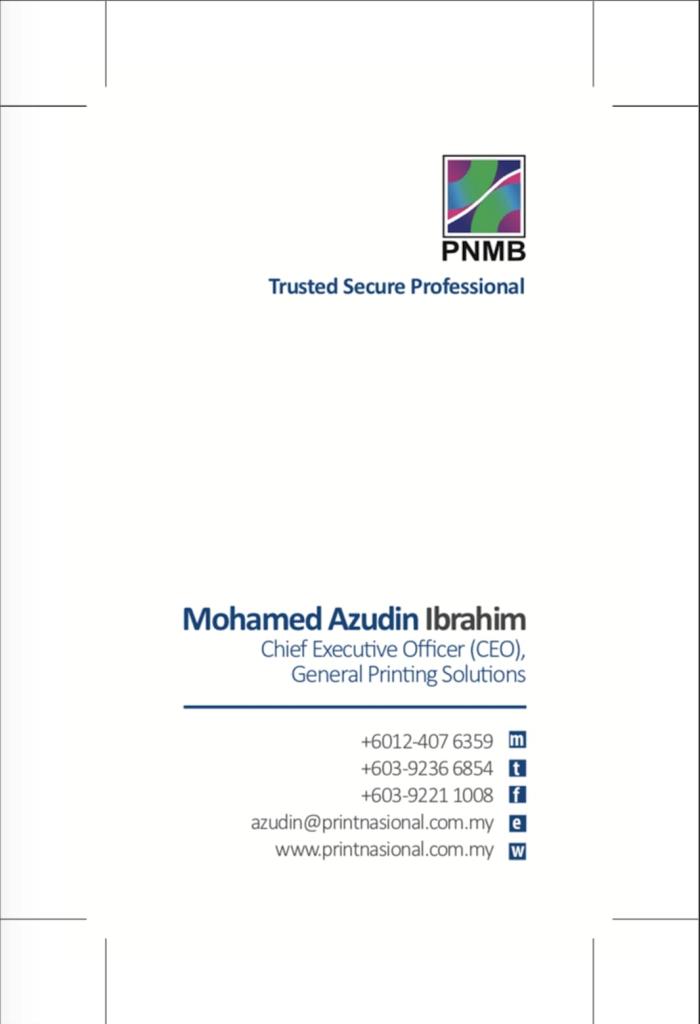 PNMB
Trusted Secure Professional
Mohamed Azudin Ibrahim
Chief Executive Officer (CEO),
General Printing Solutions
+6012-407 6359 m
+603-9236 6854 t
+603-9221 1008 f
azudin@printnasional.com.my e
www.printnasional.com.my w